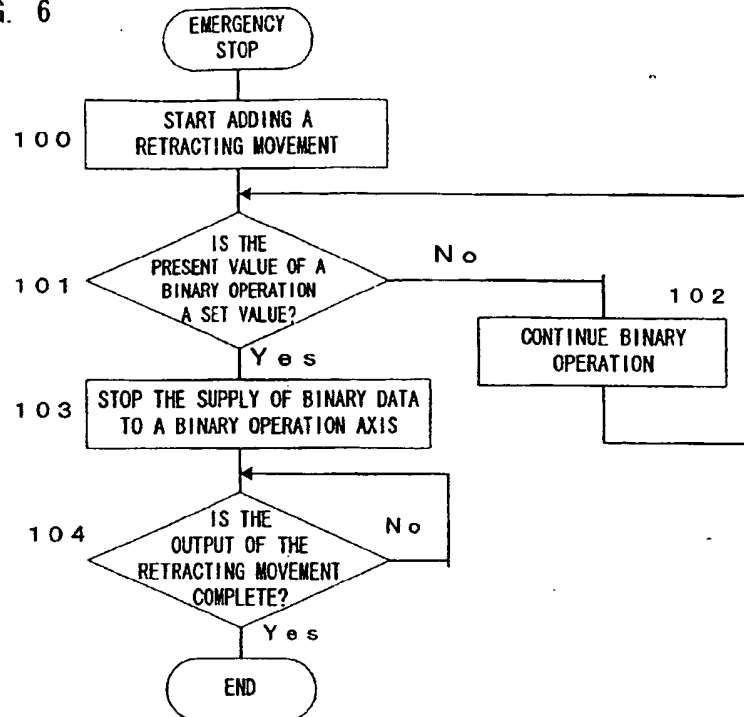 G. 6
EMERGENCY
STOP
100
START ADDING A
RETRACTING MOVEMENT
101
IS THE
PRESENT VALUE OF A
BINARY OPERATION
A SET VALUE?
No
102
CONTINUE BINARY
OPERATION
Yes
103
STOP THE SUPPLY OF BINARY DATA
TO A BINARY OPERATION AXIS
104
IS THE
OUTPUT OF THE
RETRACTING MOVEMENT
COMPLETE?
No
Yes
END